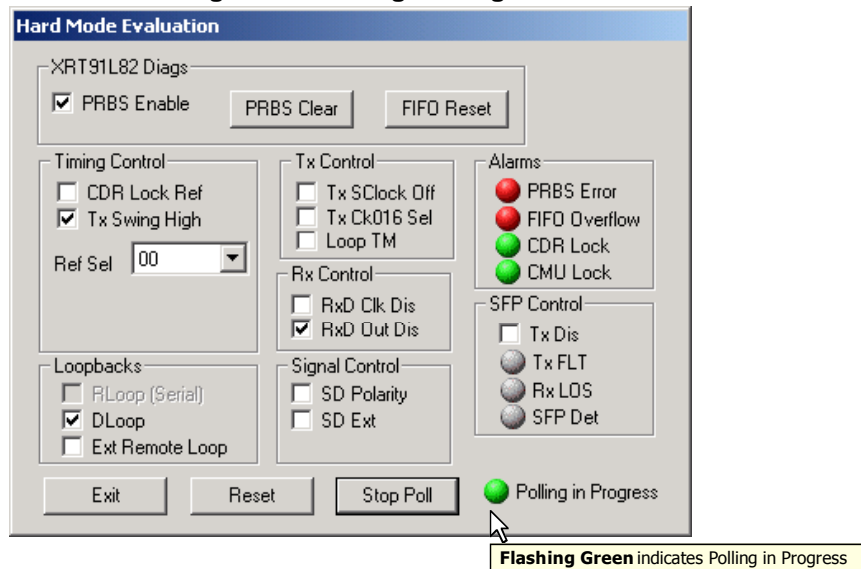 Hard Mode Evaluation
XRT91L82 Diags
PRBS Enable
PRBS Clear
FIFO Reset
Timing Control
CDR Lock Ref
Tx Swing High
Ref Sel
00
Tx Control
Tx SClock Off
Tx Ck016 Sel
Loop TM
Rx Control
RxD Clk Dis
RxD Out Dis
Alarms
PRBS Error
FIFO Overflow
CDR Lock
CMU Lock
SFP Control
Tx Dis
Tx FLT
Rx LOS
SFP Det
Loopbacks
RLoop (Serial)
DLoop
Ext Remote Loop
Signal Control
SD Polarity
SD Ext
Exit
Reset
Stop Poll
Polling in Progress
Flashing Green indicates Polling in Progress